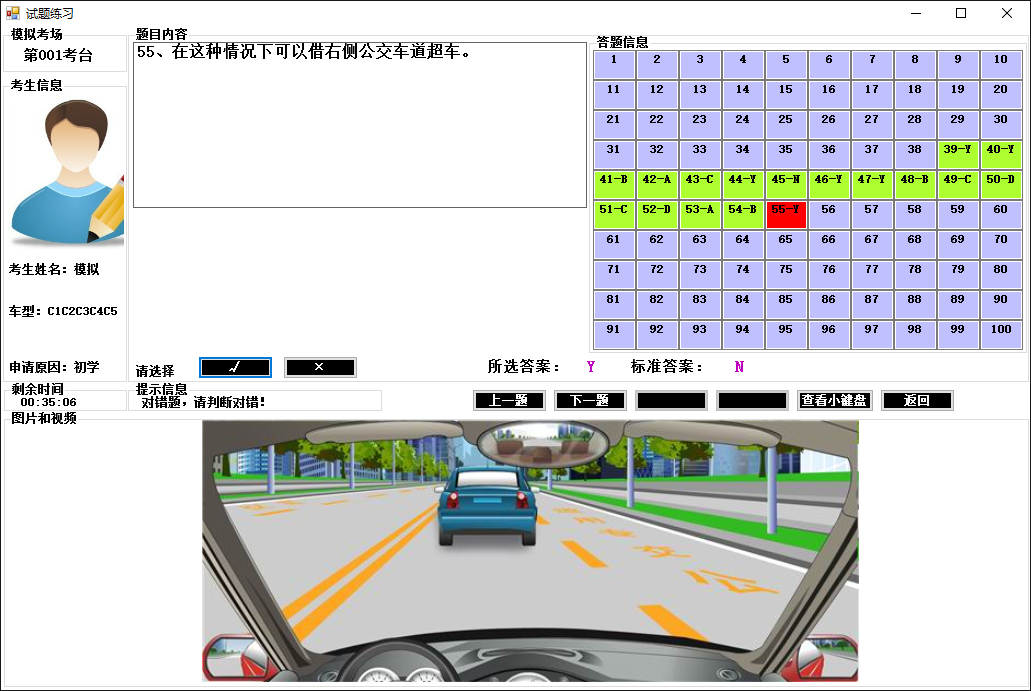 试题练习
模拟考场
第001考台
考生信息
考生姓名：模拟
车型：C1C2C3C4C5
申请原因：初学
剩余时间
00:35:06
题目内容
55、在这种情况下可以借右侧公交车道超车。
请选择
√
×
提示信息
对错题，请判断对错！
答题信息
1 2 3 4 5 6 7 8 9 10
11 12 13 14 15 16 17 18 19 20
21 22 23 24 25 26 27 28 29 30
31 32 33 34 35 36 37 38 39-Y 40-Y
41-B 42-A 43-C 44-Y 45-N 46-Y 47-Y 48-B 49-C 50-D
51-C 52-D 53-A 54-B 55-Y 56 57 58 59 60
61 62 63 64 65 66 67 68 69 70
71 72 73 74 75 76 77 78 79 80
81 82 83 84 85 86 87 88 89 90
91 92 93 94 95 96 97 98 99 100
所选答案： Y 标准答案： N
上一题 下一题 查看小键盘 返回
图片和视频